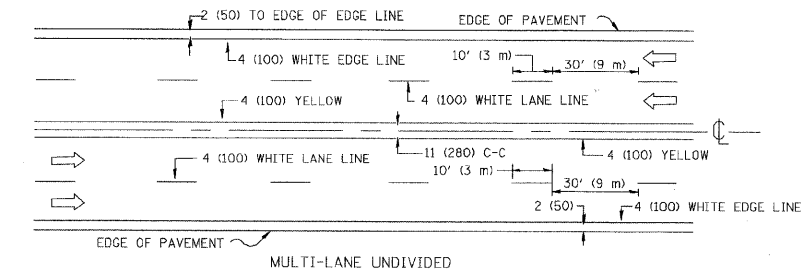 2 (50) TO EDGE OF EDGE LINE
EDGE OF PAVEMENT
4 (100) WHITE EDGE LINE
10' (3 m)
30' (9 m)
4 (100) YELLOW
4 (100) WHITE LANE LINE
℄
4 (100) WHITE LANE LINE
11 (280) C-C
4 (100) YELLOW
10' (3 m)
30' (9 m)
2 (50)
4 (100) WHITE EDGE LINE
EDGE OF PAVEMENT
MULTI-LANE UNDIVIDED